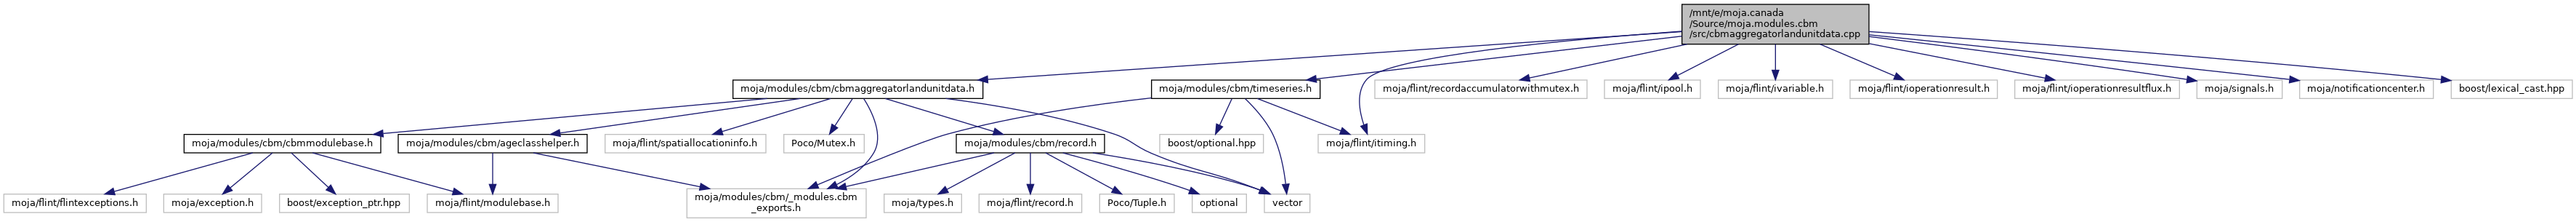 /mnt/e/moja.canada
/Source/moja.modules.cbm
/src/cbmaggregatorlandunitdata.cpp
moja/modules/cbm/cbmaggregatorlandunitdata.h
moja/modules/cbm/timeseries.h
moja/flint/recordaccumulatorwithmutex.h
moja/flint/ipool.h
moja/flint/ivariable.h
moja/flint/ioperationresult.h
moja/flint/ioperationresultflux.h
moja/signals.h
moja/notificationcenter.h
boost/lexical_cast.hpp
moja/modules/cbm/cbmmodulebase.h
moja/modules/cbm/ageclasshelper.h
moja/flint/spatiallocationinfo.h
Poco/Mutex.h
moja/modules/cbm/record.h
boost/optional.hpp
moja/flint/itiming.h
moja/flint/flintexceptions.h
moja/exception.h
boost/exception_ptr.hpp
moja/flint/modulebase.h
moja/modules/cbm/_modules.cbm
_exports.h
moja/types.h
moja/flint/record.h
Poco/Tuple.h
optional
vector